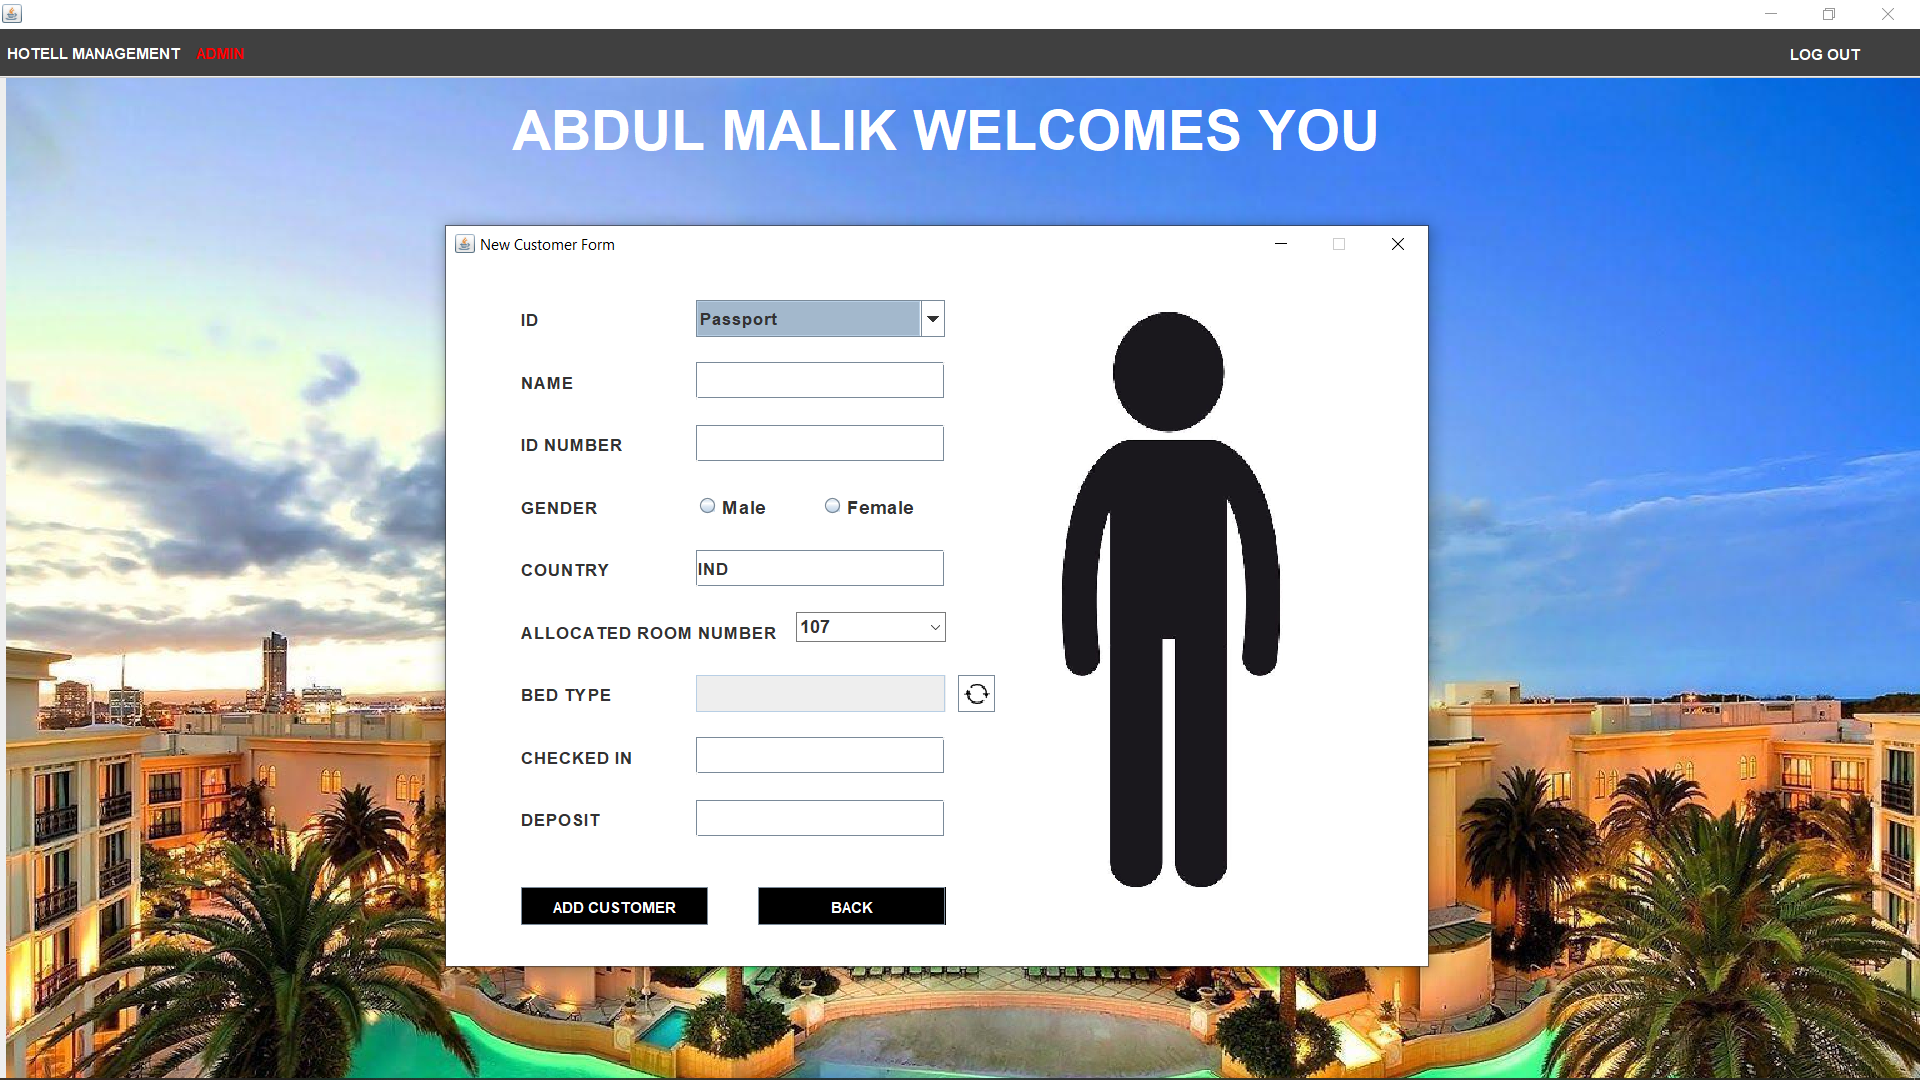 HOTELL MANAGEMENT ADMIN LOG OUT
ABDUL MALIK WELCOMES YOU
New Customer Form
ID Passport
NAME
ID NUMBER
GENDER Male Female
COUNTRY IND
ALLOCATED ROOM NUMBER 107
BED TYPE
CHECKED IN
DEPOSIT
ADD CUSTOMER BACK